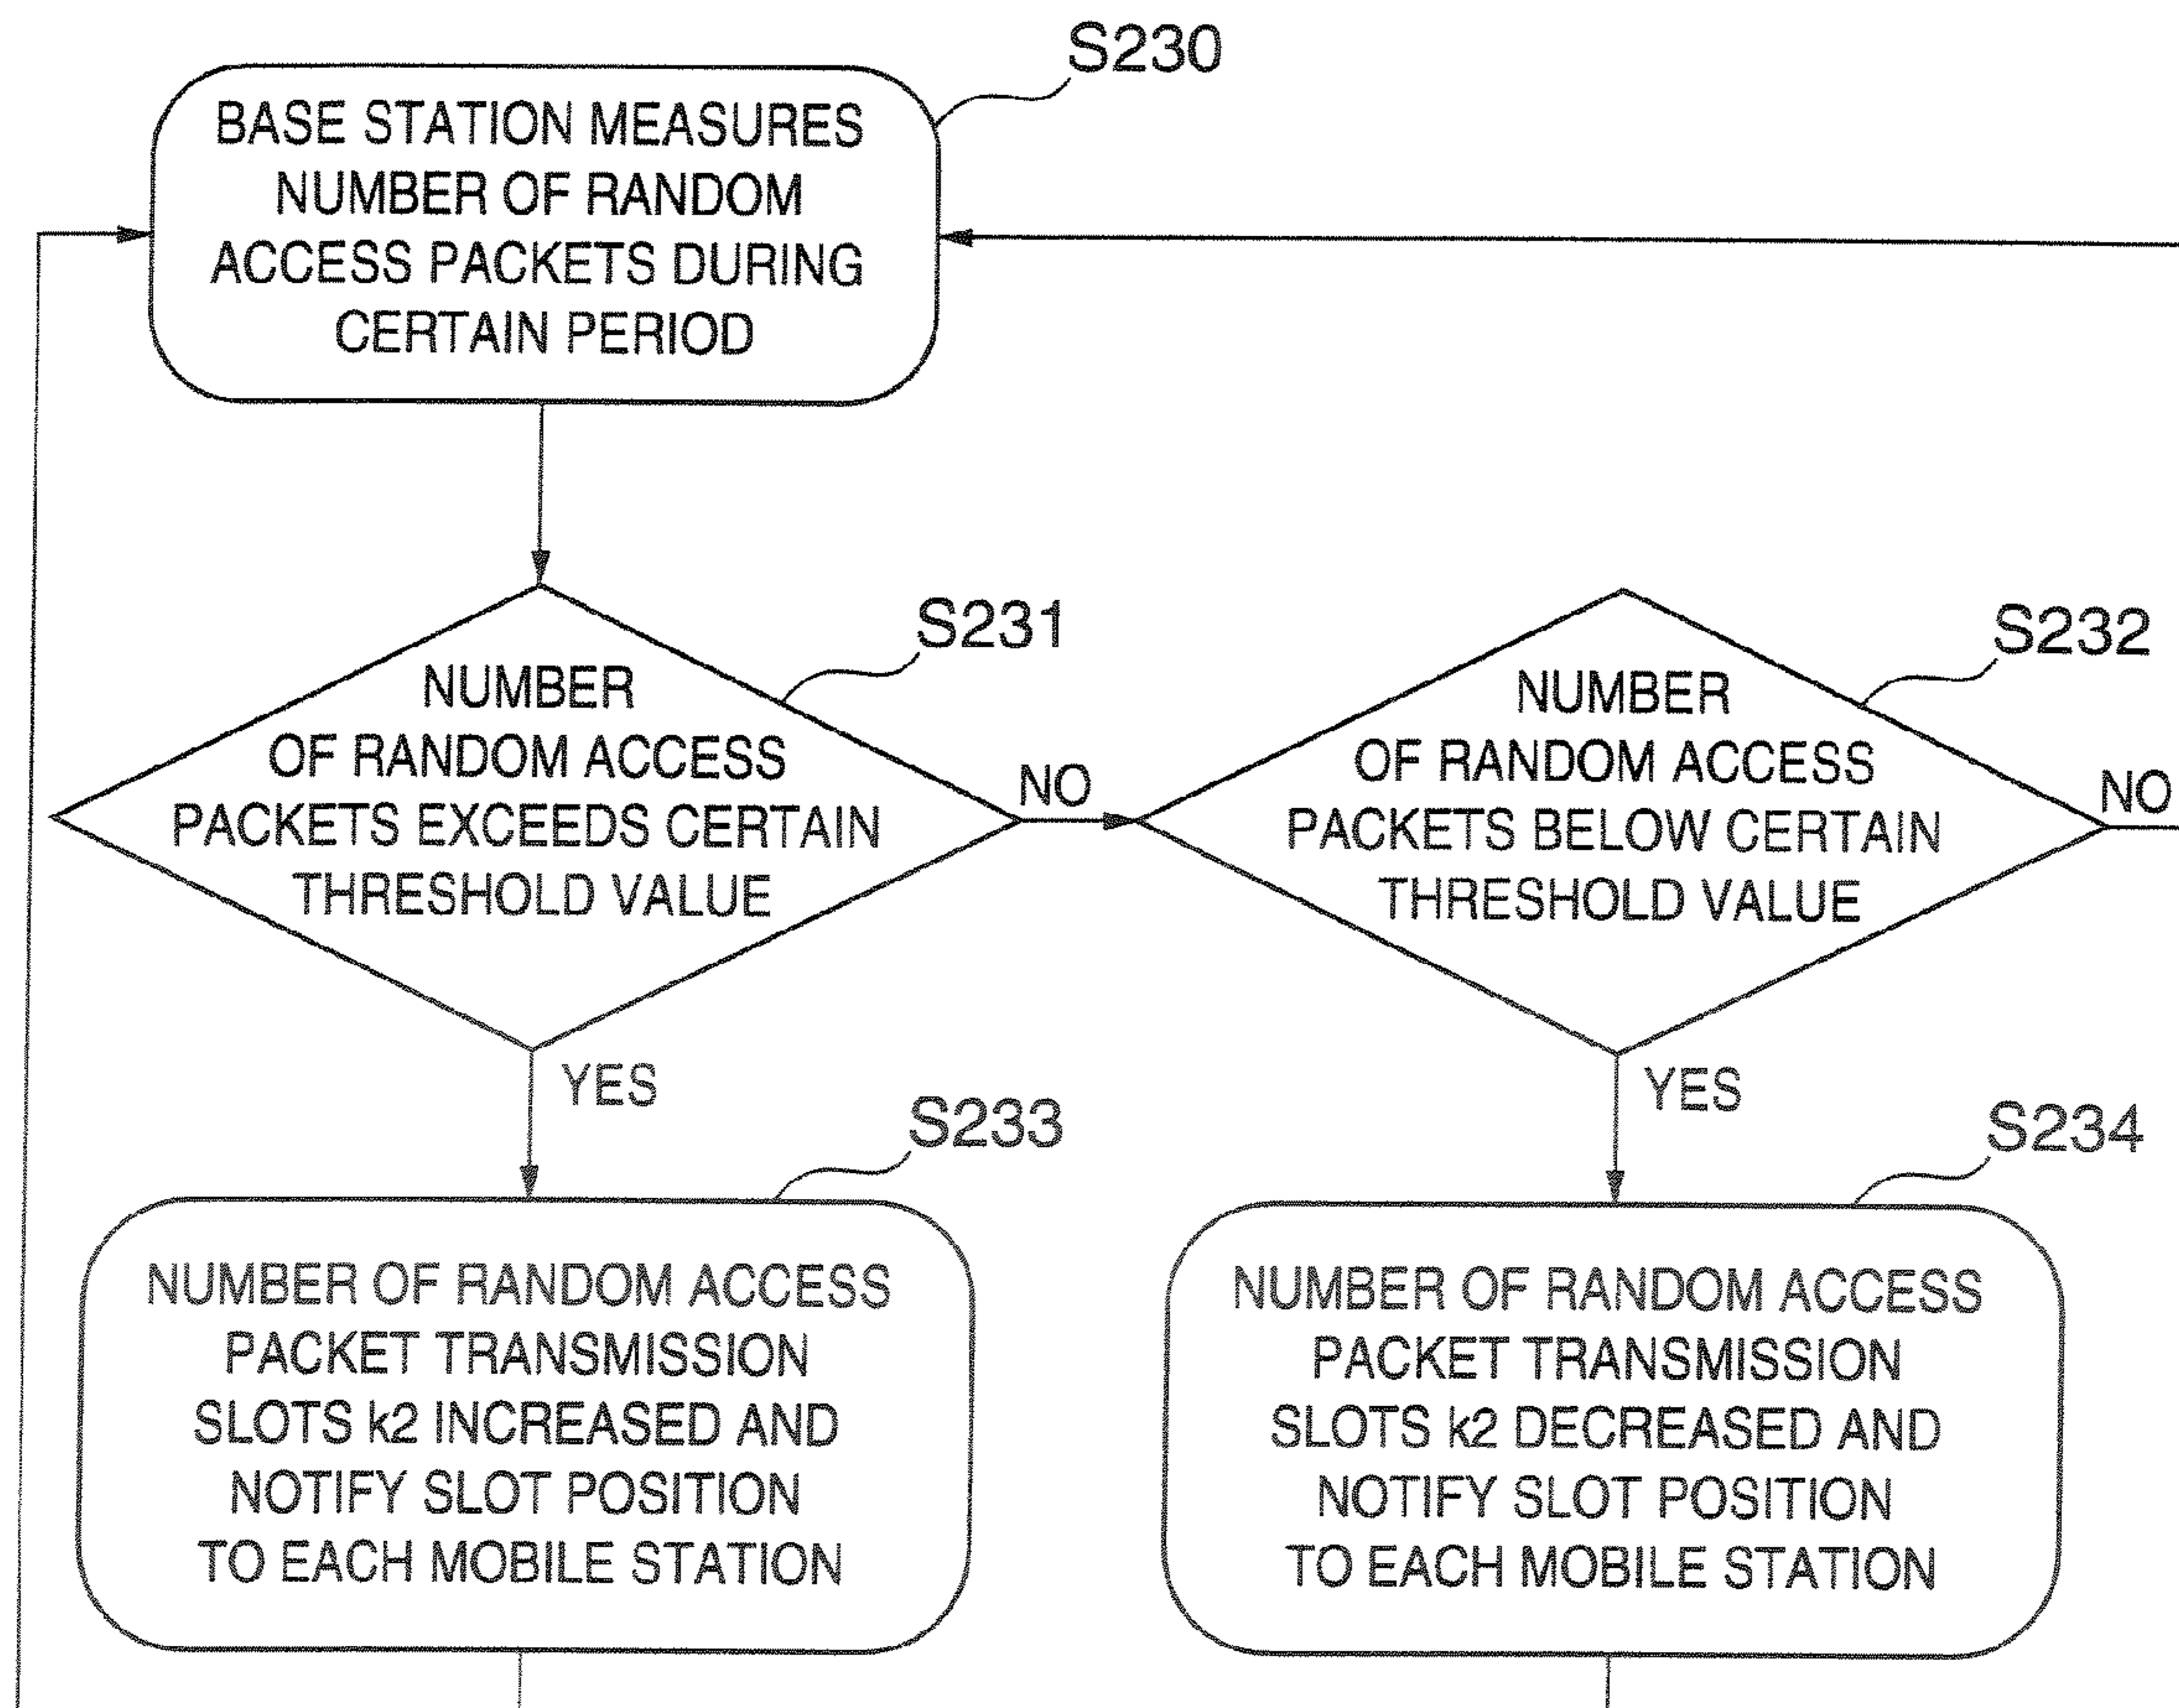 S230
BASE STATION MEASURES
NUMBER OF RANDOM
ACCESS PACKETS DURING
CERTAIN PERIOD
S231
NUMBER
OF RANDOM ACCESS
PACKETS EXCEEDS CERTAIN
THRESHOLD VALUE
NO
YES
S232
NUMBER
OF RANDOM ACCESS
PACKETS BELOW CERTAIN
THRESHOLD VALUE
NO
YES
S233
NUMBER OF RANDOM ACCESS
PACKET TRANSMISSION
SLOTS k2 INCREASED AND
NOTIFY SLOT POSITION
TO EACH MOBILE STATION
S234
NUMBER OF RANDOM ACCESS
PACKET TRANSMISSION
SLOTS k2 DECREASED AND
NOTIFY SLOT POSITION
TO EACH MOBILE STATION